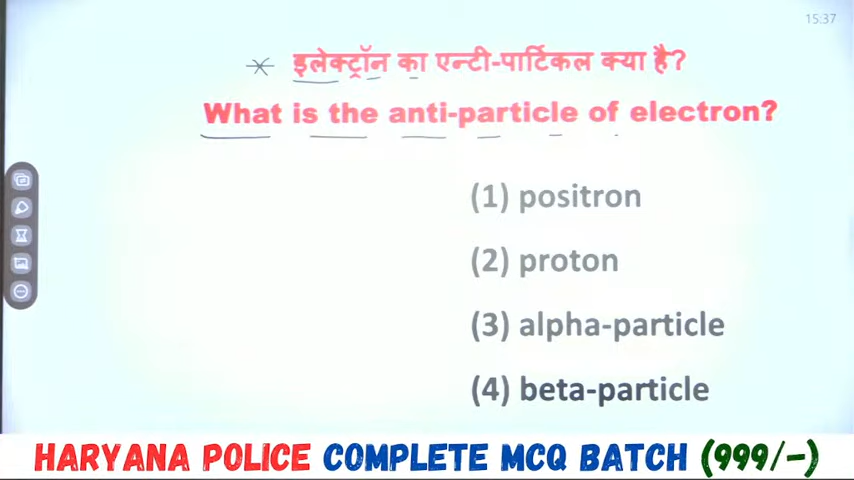 15:37
इलेक्ट्रॉन का एन्टी-पार्टिकल क्या है?
What is the anti-particle of electron?
(1) positron
(2) proton
(3) alpha-particle
(4) beta-particle
HARYANA POLICE COMPLETE MCQ BATCH (999/-)